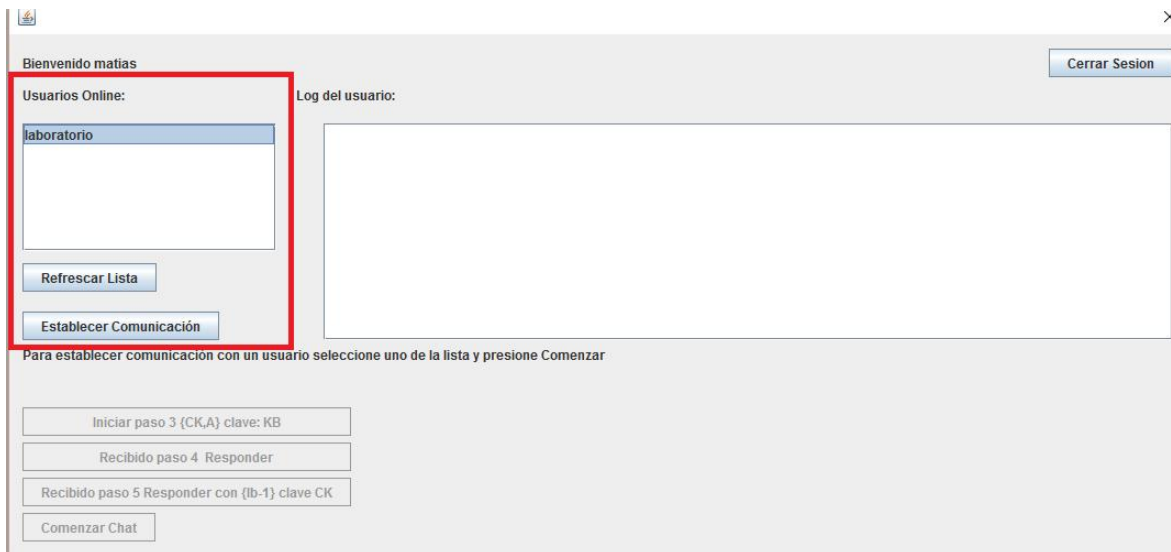 Bienvenido matias
Cerrar Sesion
Usuarios Online:
Log del usuario:
laboratorio
Refrescar Lista
Establecer Comunicación
Para establecer comunicación con un usuario seleccione uno de la lista y presione Comenzar
Iniciar paso 3 {CK,A} clave: KB
Recibido paso 4 Responder
Recibido paso 5 Responder con {Ib-1} clave CK
Comenzar Chat